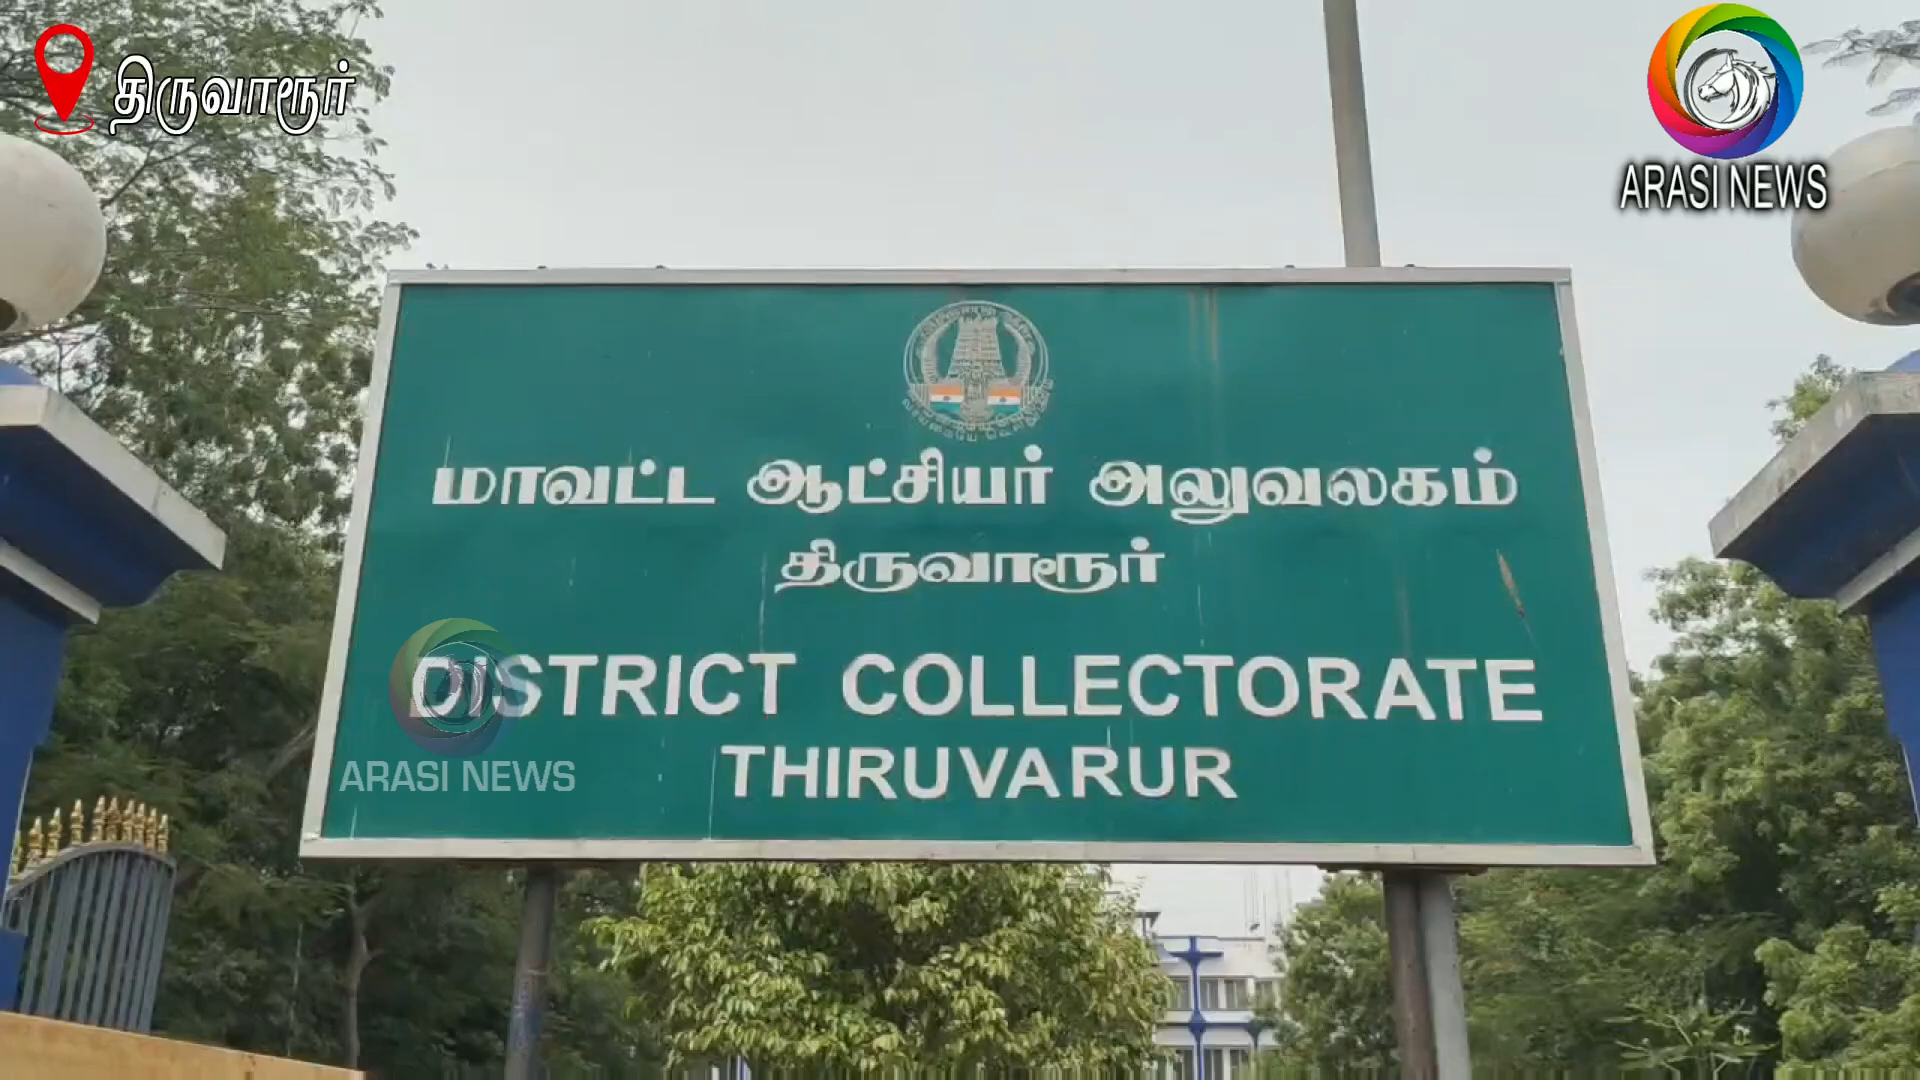 திருவாரூர்
ARASI NEWS
மாவட்ட ஆட்சியர் அலுவலகம்
திருவாரூர்
DISTRICT COLLECTORATE
THIRUVARUR
ARASI NEWS